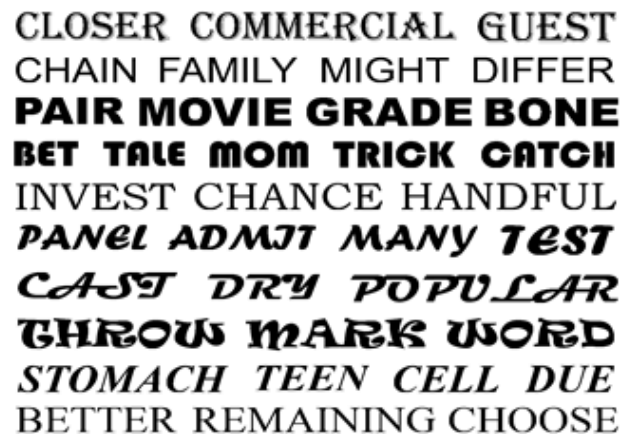 CLOSER COMMERCIAL GUEST
CHAIN FAMILY MIGHT DIFFER
PAIR MOVIE GRADE BONE
BET TALE MOM TRICK CATCH
INVEST CHANCE HANDFUL
PANEL ADMIT MANY TEST
CAST DRY POPULAR
THROW MARK WORD
STOMACH TEEN CELL DUE
BETTER REMAINING CHOOSE